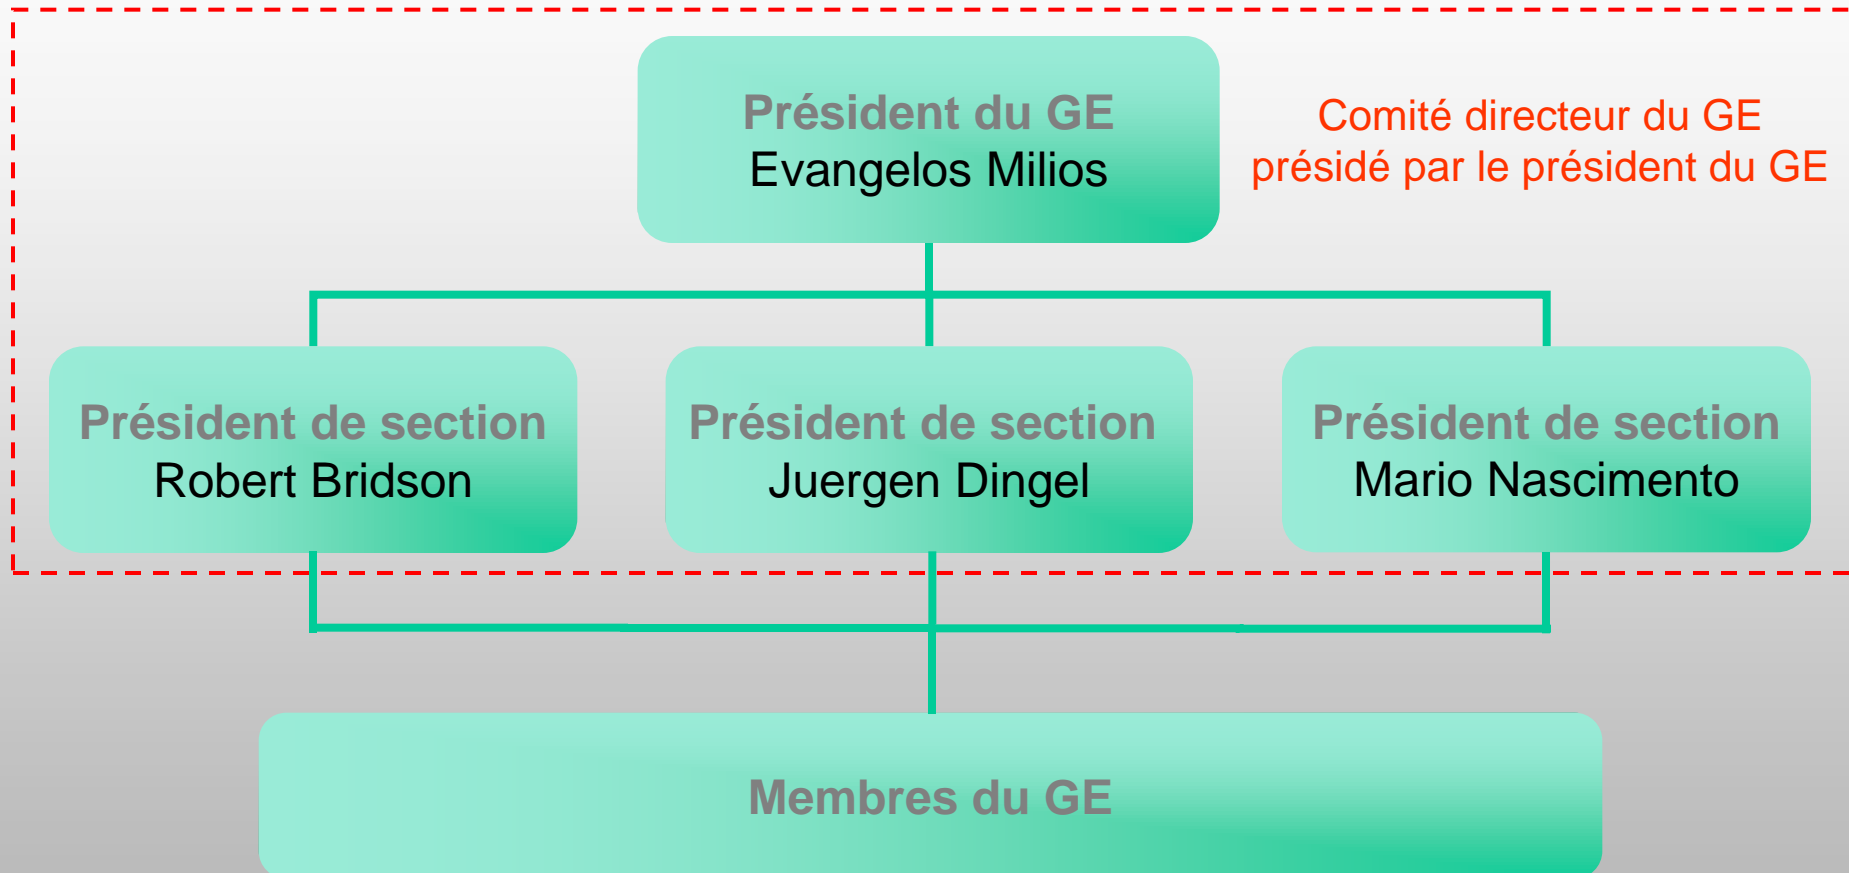 Président du GE
Evangelos Milios
Comité directeur du GE
présidé par le président du GE
Président de section
Robert Bridson
Président de section
Juergen Dingel
Président de section
Mario Nascimento
Membres du GE